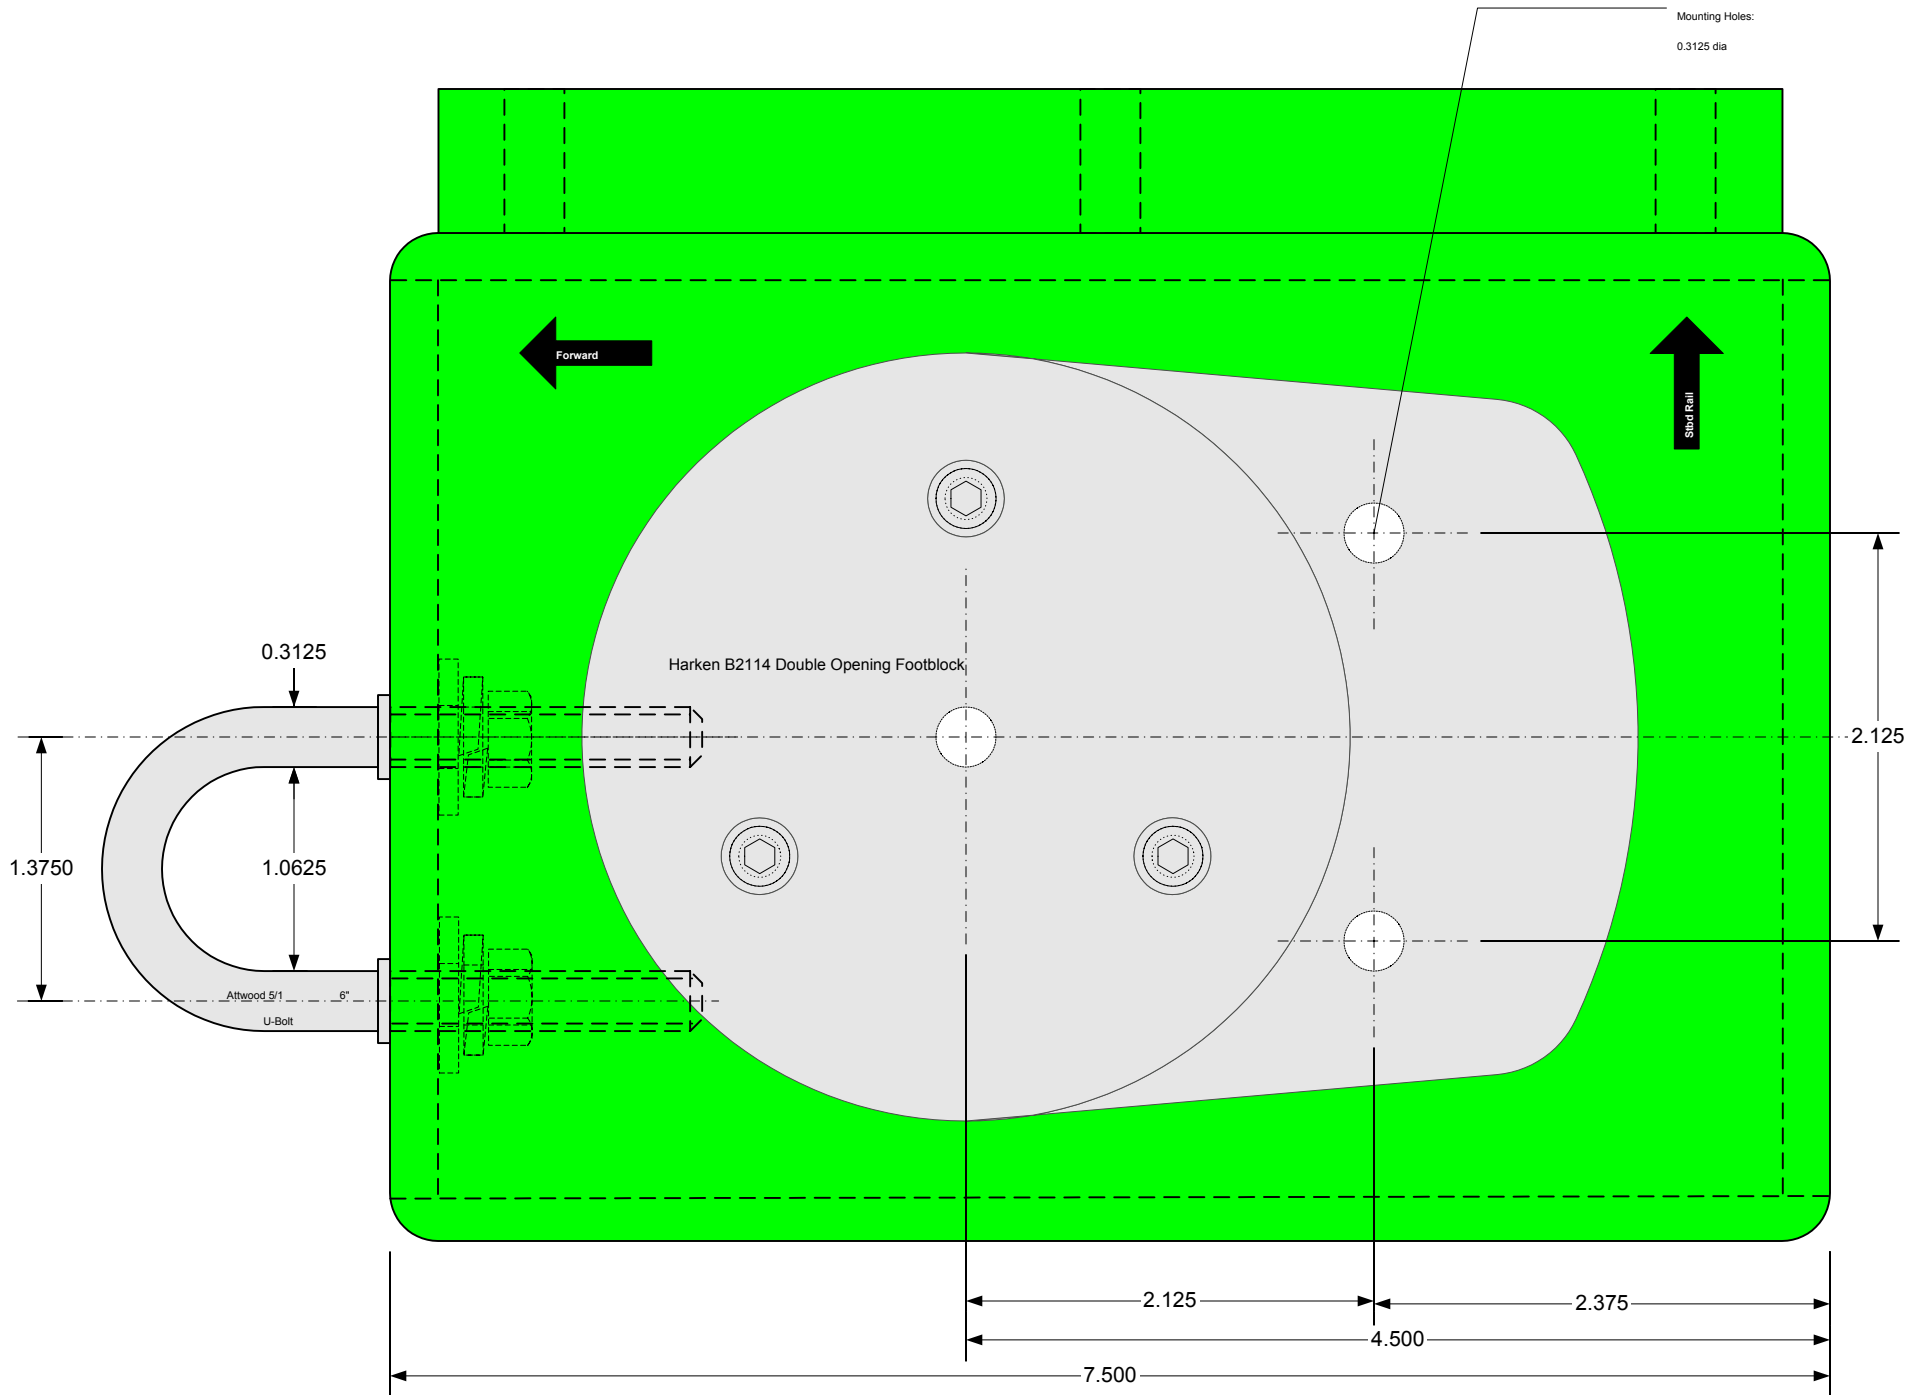 Mounting Holes:
0.3125 dia
Forward
Stbd Rail
0.3125
Harken B2114 Double Opening Footblock
2.125
1.3750
1.0625
Attwood 5/1 6"
U-Bolt
2.125
2.375
4.500
7.500